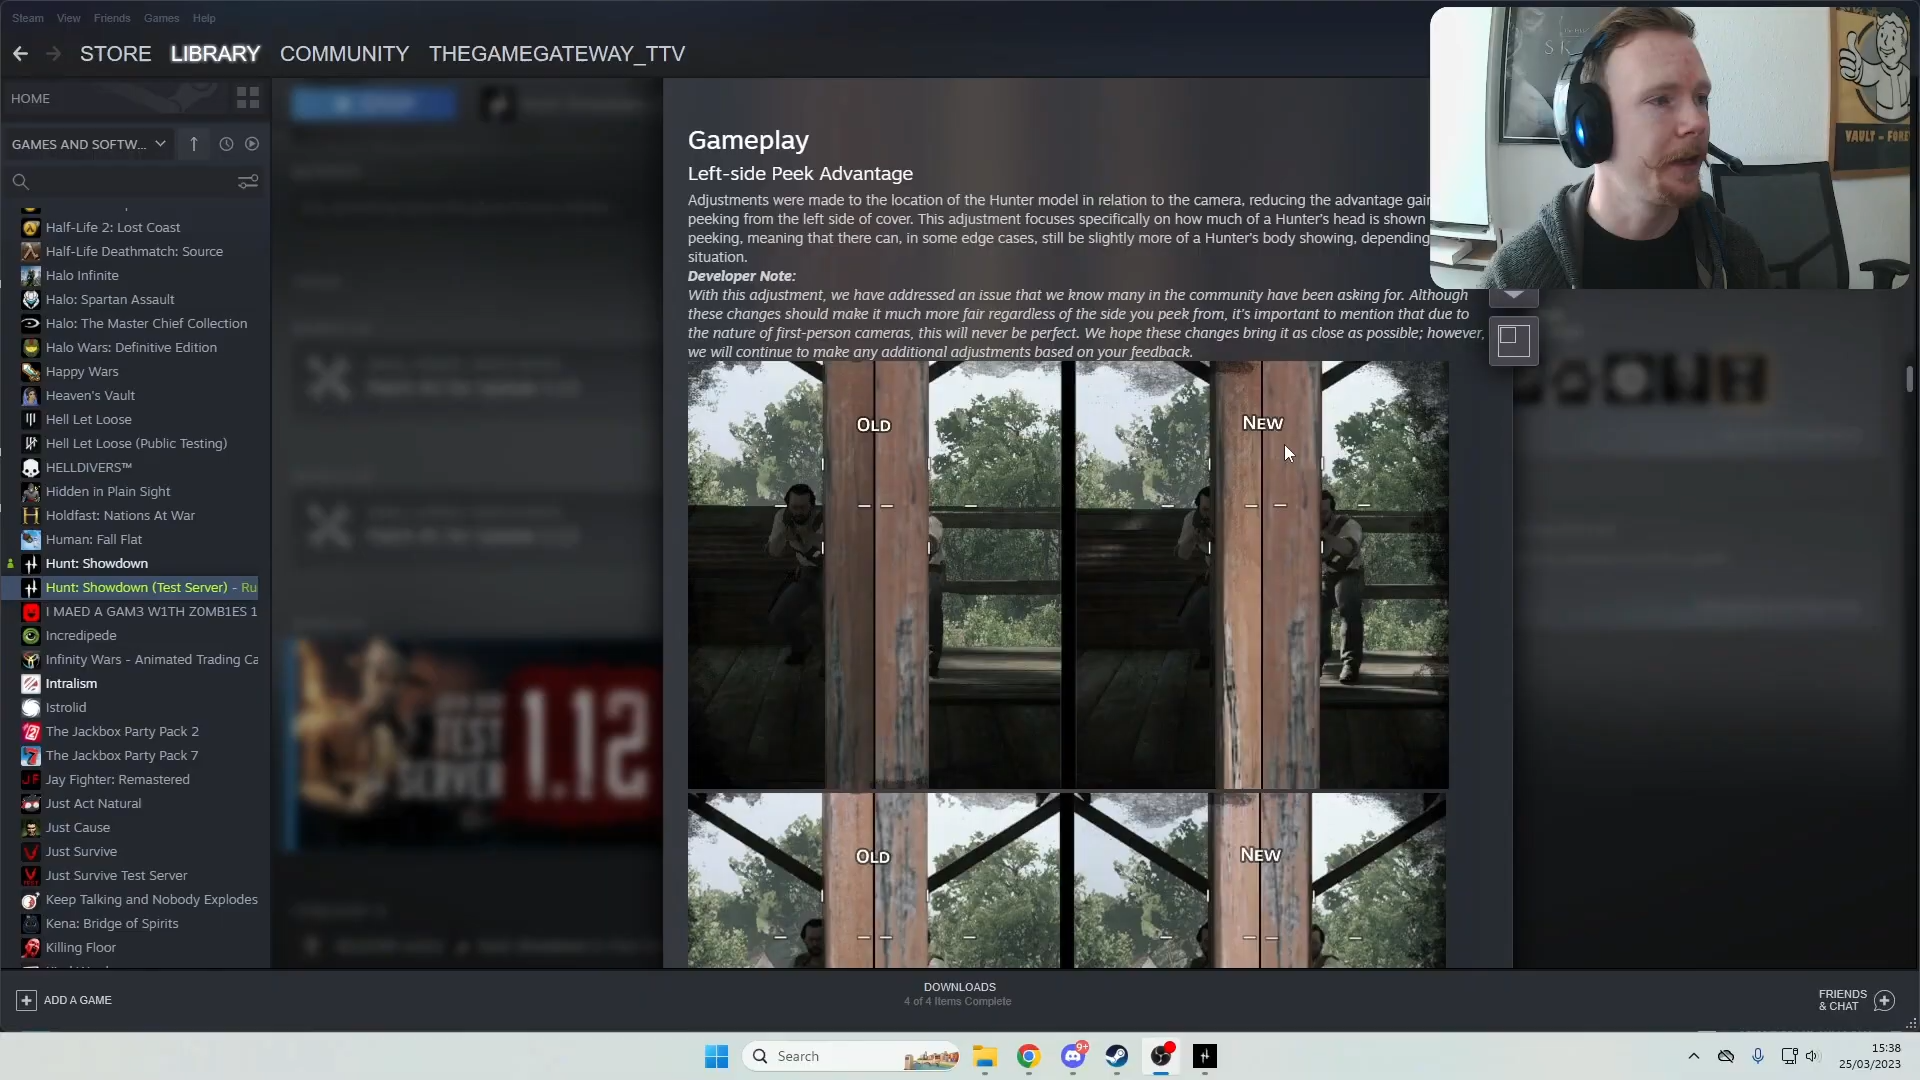 Steam View Friends Games Help
STORE LIBRARY COMMUNITY THEGAMEGATEWAY_TTV
HOME
GAMES AND SOFTW...
Half-Life 2: Lost Coast
Half-Life Deathmatch: Source
Halo Infinite
Halo: Spartan Assault
Halo: The Master Chief Collection
Halo Wars: Definitive Edition
Happy Wars
Heaven's Vault
Hell Let Loose
Hell Let Loose (Public Testing)
HELLDIVERS™
Hidden in Plain Sight
Holdfast: Nations At War
Human: Fall Flat
Hunt: Showdown
Hunt: Showdown (Test Server) - Ru
I MAED A GAM3 W1TH Z0MB1ES 1
Incredipede
Infinity Wars - Animated Trading Ca
Intralism
Istrolid
The Jackbox Party Pack 2
The Jackbox Party Pack 7
Jay Fighter: Remastered
Just Act Natural
Just Cause
Just Survive
Just Survive Test Server
Keep Talking and Nobody Explodes
Kena: Bridge of Spirits
Killing Floor
ADD A GAME
TEST
SERVER
1.12
Gameplay
Left-side Peek Advantage
Adjustments were made to the location of the Hunter model in relation to the camera, reducing the advantage gai
peeking from the left side of cover. This adjustment focuses specifically on how much of a Hunter's head is shown
peeking, meaning that there can, in some edge cases, still be slightly more of a Hunter's body showing, depending
situation.
Developer Note:
With this adjustment, we have addressed an issue that we know many in the community have been asking for. Although
these changes should make it much more fair regardless of the side you peek from, it's important to mention that due to
the nature of first-person cameras, this will never be perfect. We hope these changes bring it as close as possible; however,
we will continue to make any additional adjustments based on your feedback.
OLD NEW
OLD NEW
VAULT - FORE
DOWNLOADS
4 of 4 Items Complete
FRIENDS
& CHAT
Search
9+
15:38
25/03/2023